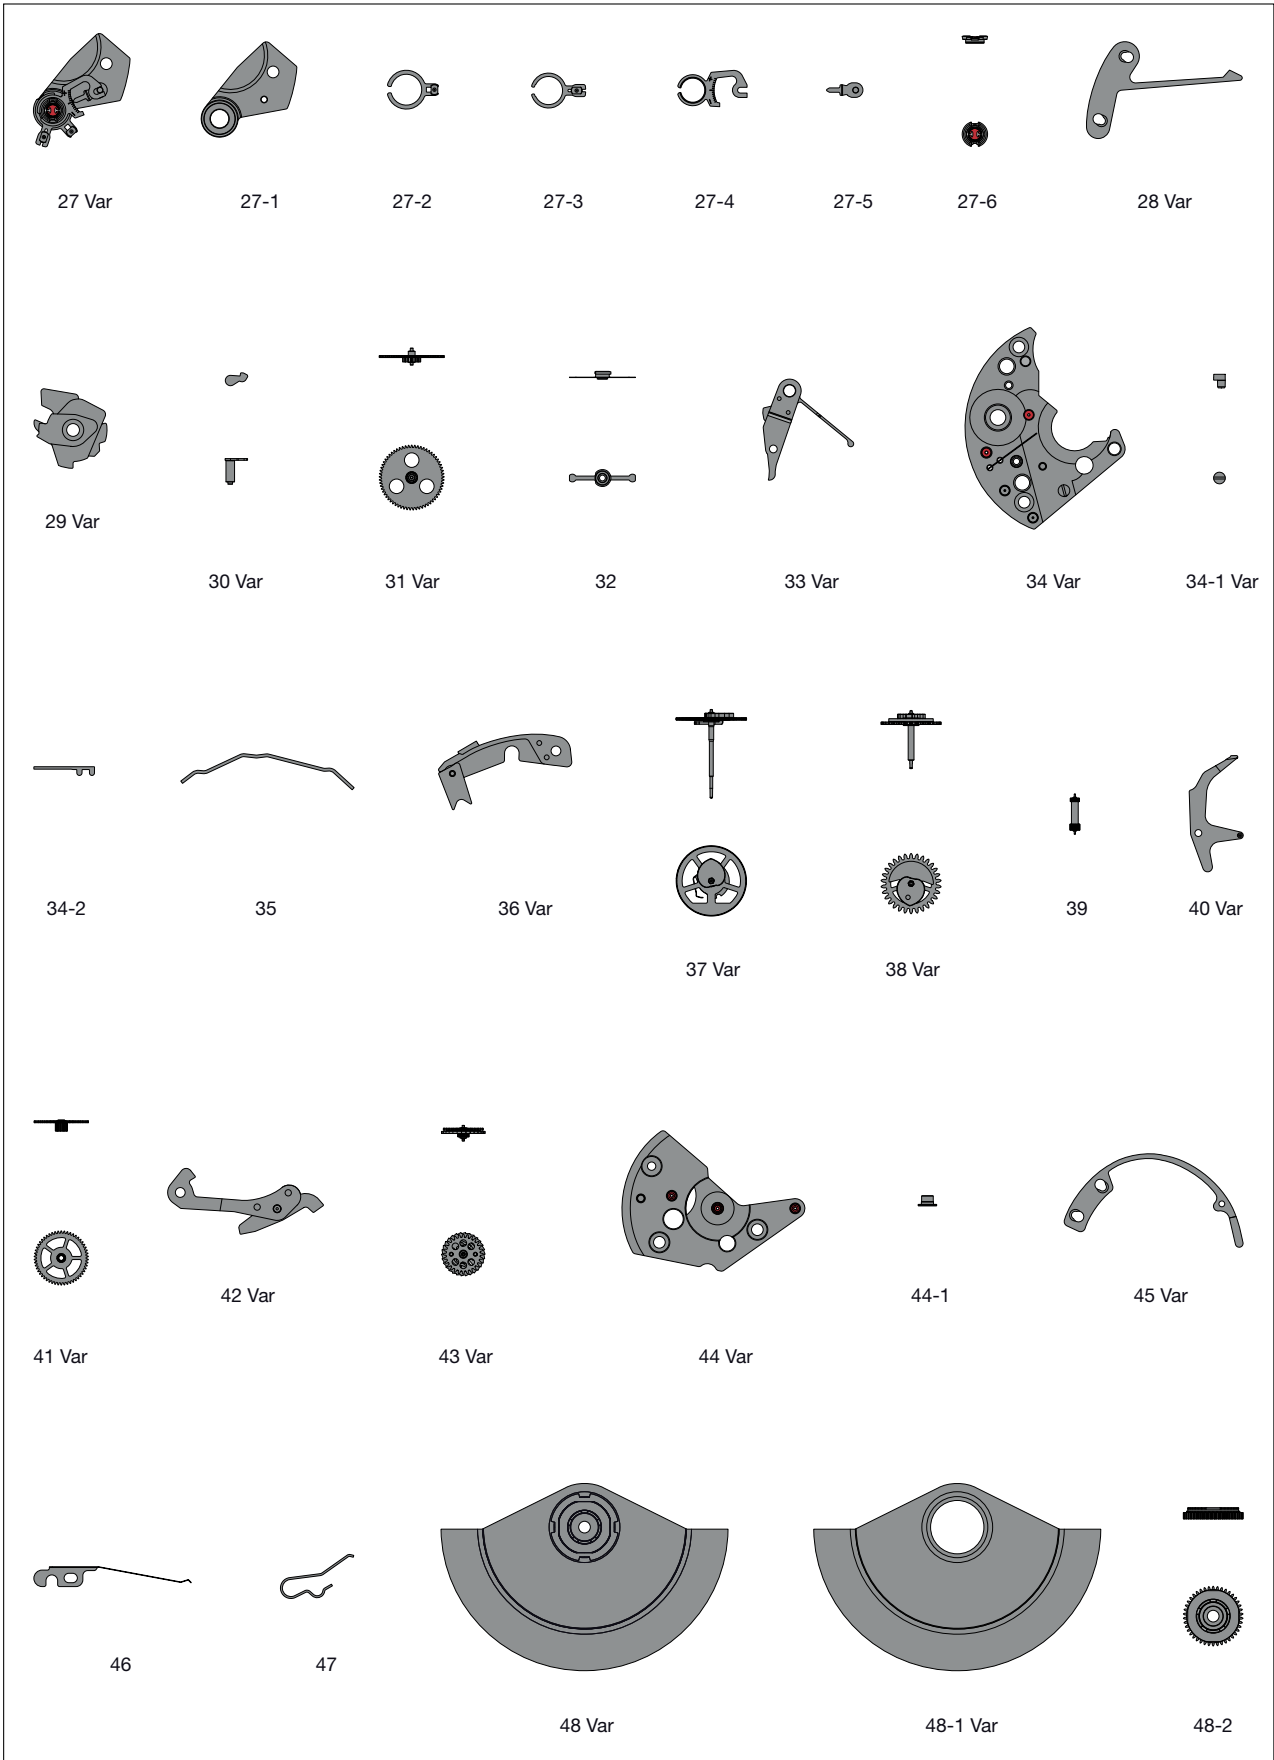 27 Var 27-1 27-2 27-3 27-4 27-5 27-6 28 Var
29 Var
30 Var 31 Var 32 33 Var 34 Var 34-1 Var
34-2 35 36 Var 39 40 Var
37 Var 38 Var
42 Var 44-1 45 Var
41 Var 43 Var 44 Var
46 47
48 Var 48-1 Var 48-2